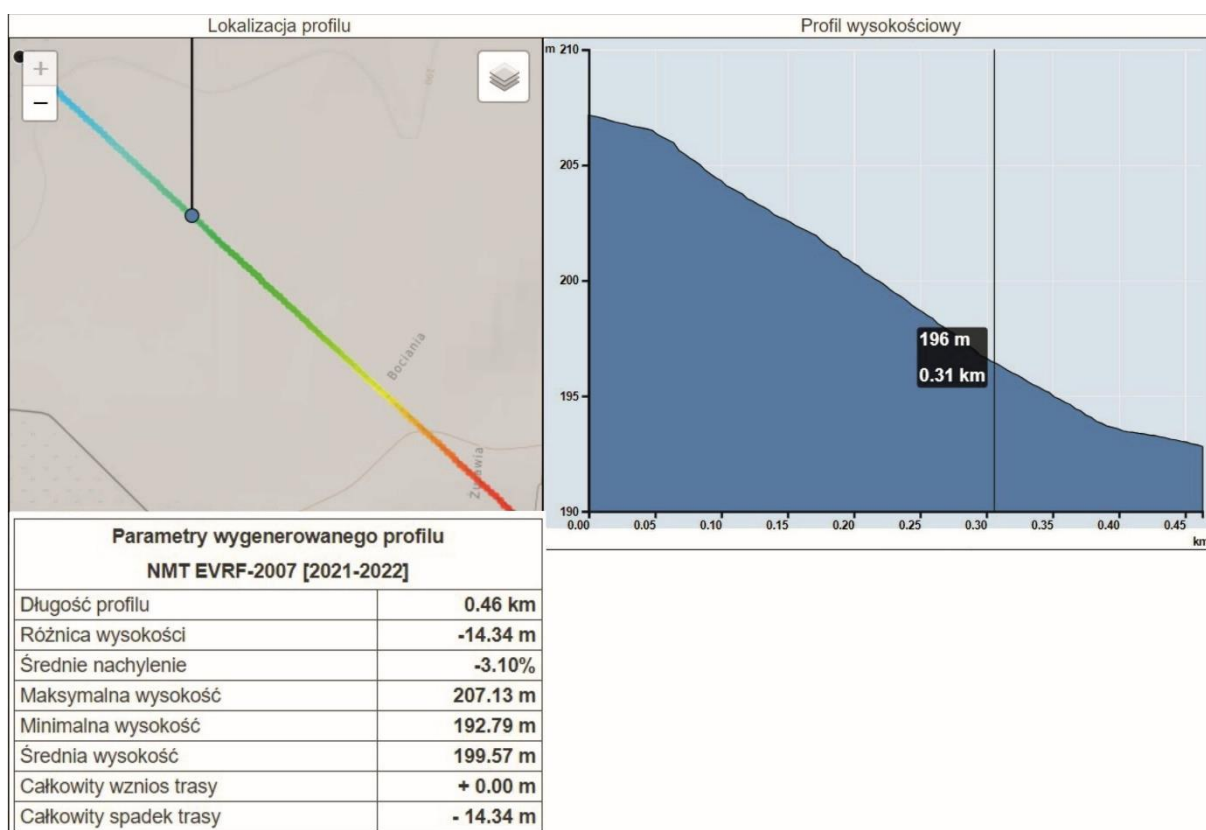 Lokalizacja profilu
Profil wysokościowy
+
−
Bociania
Żurawia
m 210
205
200
195
190
196 m
0.31 km
0.00 0.05 0.10 0.15 0.20 0.25 0.30 0.35 0.40 0.45
km
Parametry wygenerowanego profilu
NMT EVRF-2007 [2021-2022]
Długość profilu 0.46 km
Różnica wysokości -14.34 m
Średnie nachylenie -3.10%
Maksymalna wysokość 207.13 m
Minimalna wysokość 192.79 m
Średnia wysokość 199.57 m
Całkowity wznios trasy + 0.00 m
Całkowity spadek trasy - 14.34 m